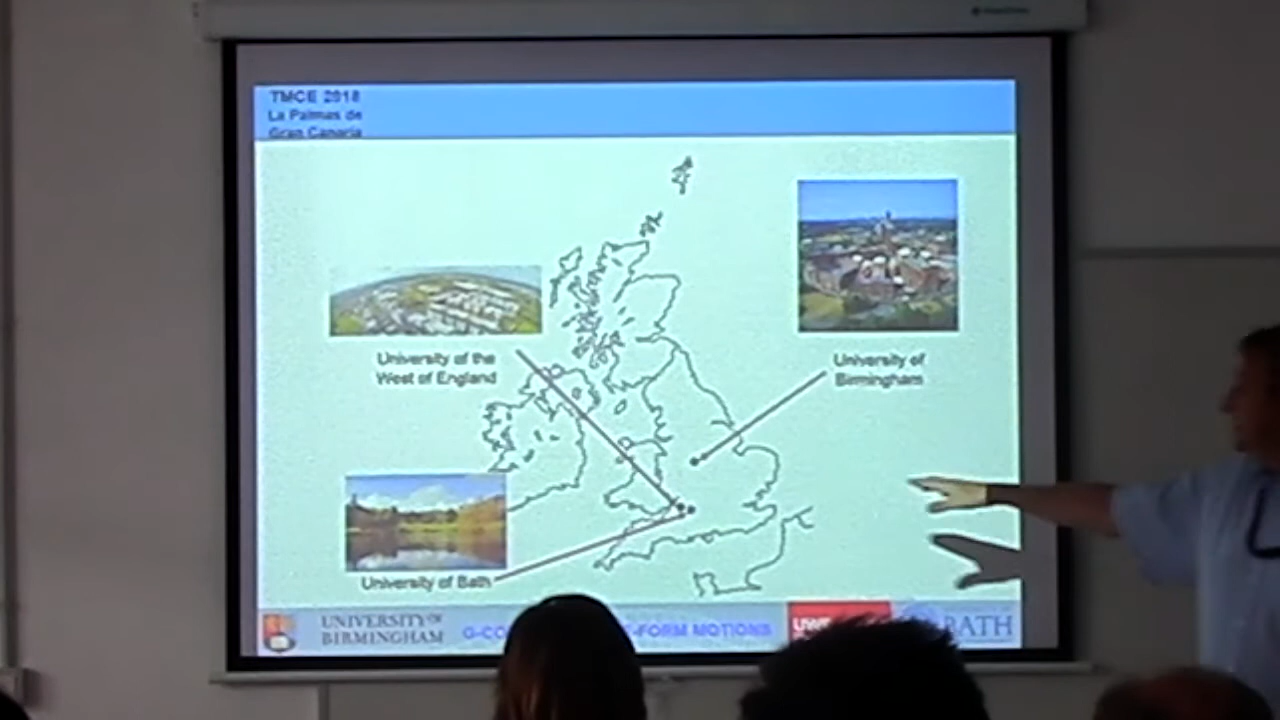 TMCE 2018
La Palmas de
Gran Canaria
University of the
West of England
University of
Birmingham
University of Bath
UNIVERSITY OF
BIRMINGHAM
-FORM MOTIONS
UWE
BATH